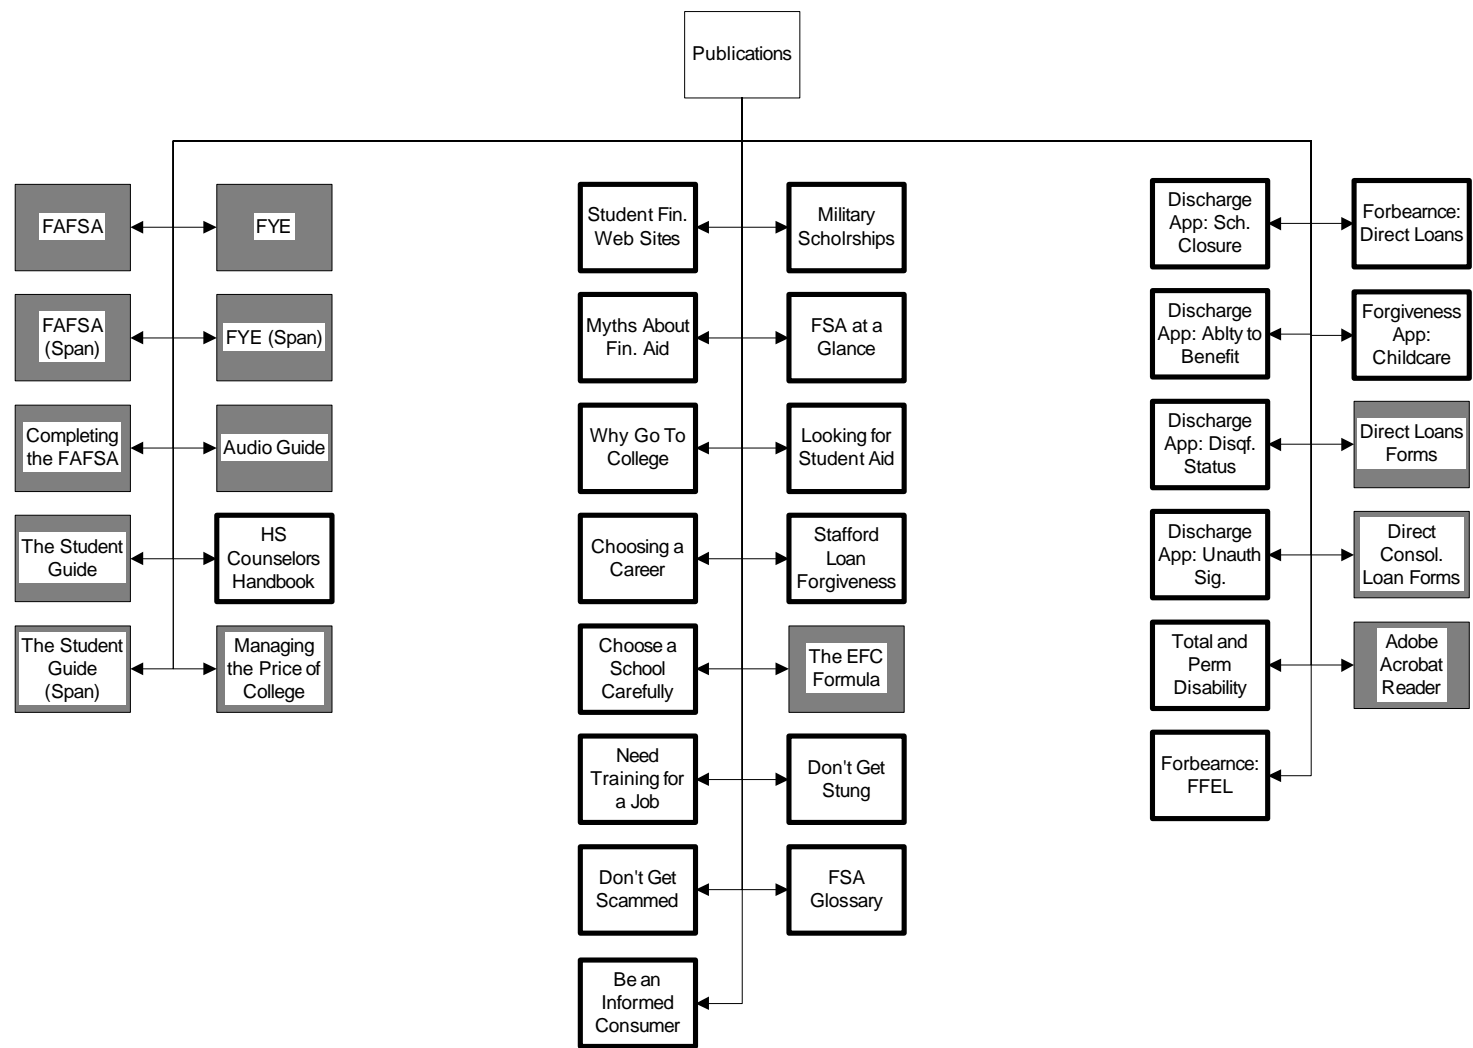 Publications
FAFSA
FYE
FAFSA
(Span)
FYE (Span)
Completing
the FAFSA
Audio Guide
The Student
Guide
HS
Counselors
Handbook
The Student
Guide
(Span)
Managing
the Price of
College
Student Fin.
Web Sites
Military
Scholrships
Myths About
Fin. Aid
FSA at a
Glance
Why Go To
College
Looking for
Student Aid
Choosing a
Career
Stafford
Loan
Forgiveness
Choose a
School
Carefully
The EFC
Formula
Need
Training for
a Job
Don't Get
Stung
Don't Get
Scammed
FSA
Glossary
Be an
Informed
Consumer
Discharge
App: Sch.
Closure
Forbearnce:
Direct Loans
Discharge
App: Ablty to
Benefit
Forgiveness
App:
Childcare
Discharge
App: Disqf.
Status
Direct Loans
Forms
Discharge
App: Unauth
Sig.
Direct
Consol.
Loan Forms
Total and
Perm
Disability
Adobe
Acrobat
Reader
Forbearnce:
FFEL